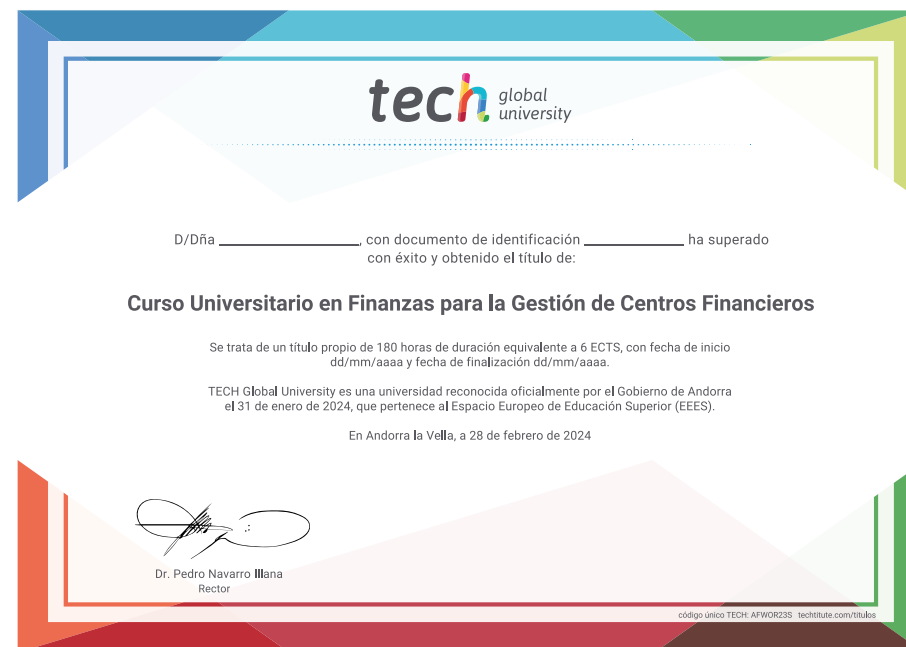 tech global university
D/Dña ____________________, con documento de identificación ______________ ha superado
con éxito y obtenido el título de:
Curso Universitario en Finanzas para la Gestión de Centros Financieros
Se trata de un título propio de 180 horas de duración equivalente a 6 ECTS, con fecha de inicio
dd/mm/aaaa y fecha de finalización dd/mm/aaaa.
TECH Global University es una universidad reconocida oficialmente por el Gobierno de Andorra
el 31 de enero de 2024, que pertenece al Espacio Europeo de Educación Superior (EEES).
En Andorra la Vella, a 28 de febrero de 2024
Dr. Pedro Navarro Illana
Rector
código único TECH: AFWOR23S techtitute.com/titulos